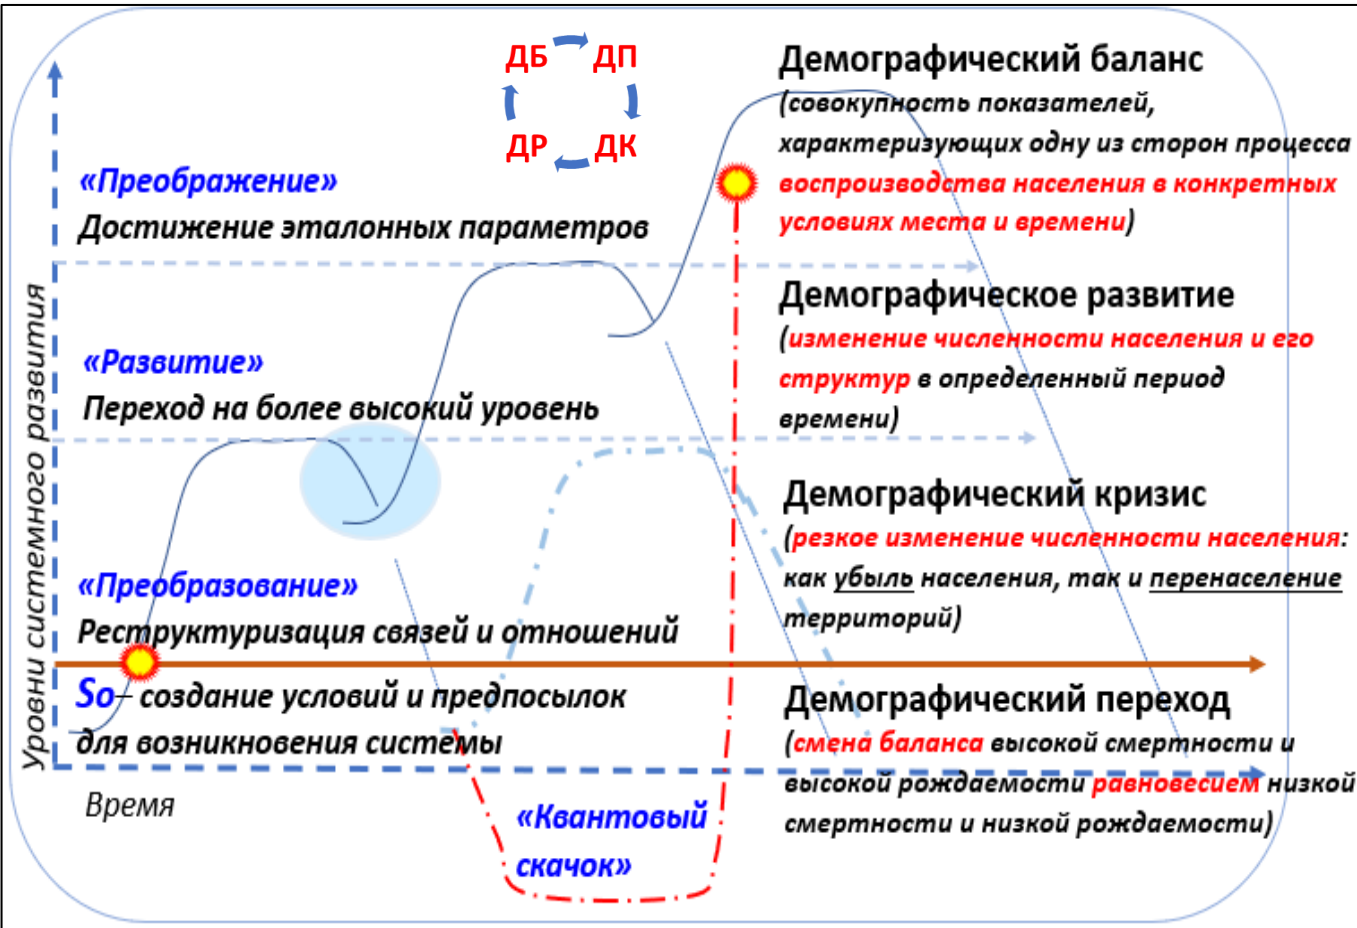 ДБ ДП
ДР ДК
Уровни системного развития
«Преображение»
Достижение эталонных параметров
«Развитие»
Переход на более высокий уровень
«Преобразование»
Реструктуризация связей и отношений
So– создание условий и предпосылок
для возникновения системы
Время
«Квантовый
скачок»
Демографический баланс
(совокупность показателей,
характеризующих одну из сторон процесса
воспроизводства населения в конкретных
условиях места и времени)
Демографическое развитие
(изменение численности населения и его
структур в определенный период
времени)
Демографический кризис
(резкое изменение численности населения:
как убыль населения, так и перенаселение
территорий)
Демографический переход
(смена баланса высокой смертности и
высокой рождаемости равновесием низкой
смертности и низкой рождаемости)